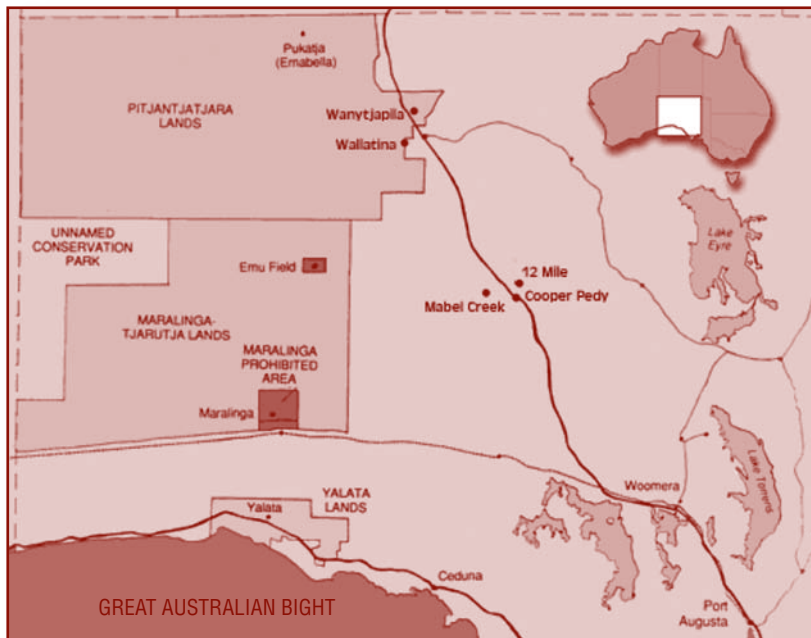 Pukatja
(Ernabella)
PITJANTJATJARA
LANDS
Wanytjapila
Wallatina
UNNAMED
CONSERVATION
PARK
Emu Field
MARALINGA-
TJARUTJA LANDS
MARALINGA
PROHIBITED
AREA
Maralinga
12 Mile
Mabel Creek
Cooper Pedy
Lake
Eyre
Lake Torrens
Woomera
YALATA
LANDS
Yalata
Ceduna
Port
Augusta
GREAT AUSTRALIAN BIGHT